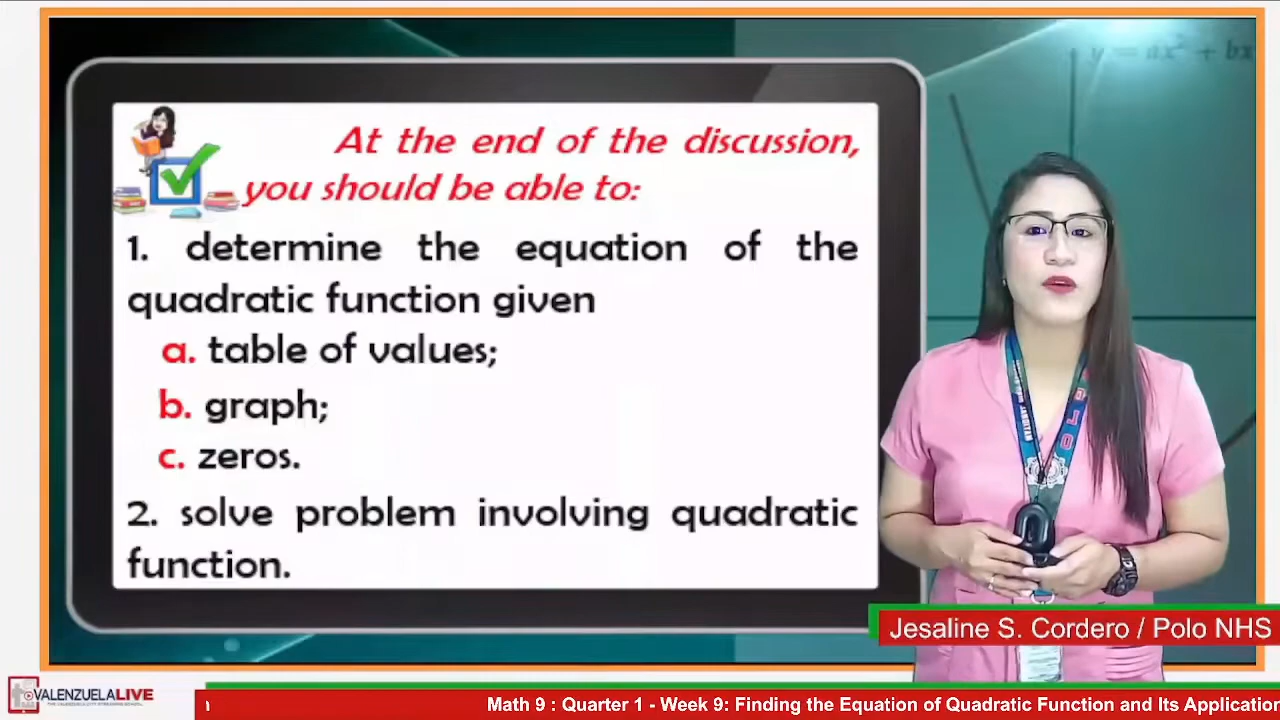 y = ax² + bx
At the end of the discussion,
you should be able to:
1. determine the equation of the
quadratic function given
a. table of values;
b. graph;
c. zeros.
2. solve problem involving quadratic
function.
Jesaline S. Cordero / Polo NHS
VALENZUELALIVE
Math 9 : Quarter 1 - Week 9: Finding the Equation of Quadratic Function and Its Application